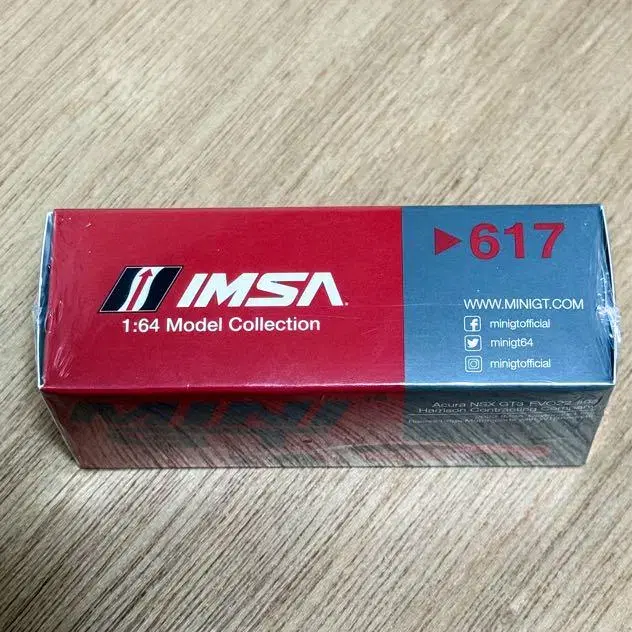 IMSA
1:64 Model Collection
▶617
WWW.MINIGT.COM
minigtofficial
minigt64
minigtofficial
MINI
Acura NSX GT3 EVO22
Harrison Contracting Company